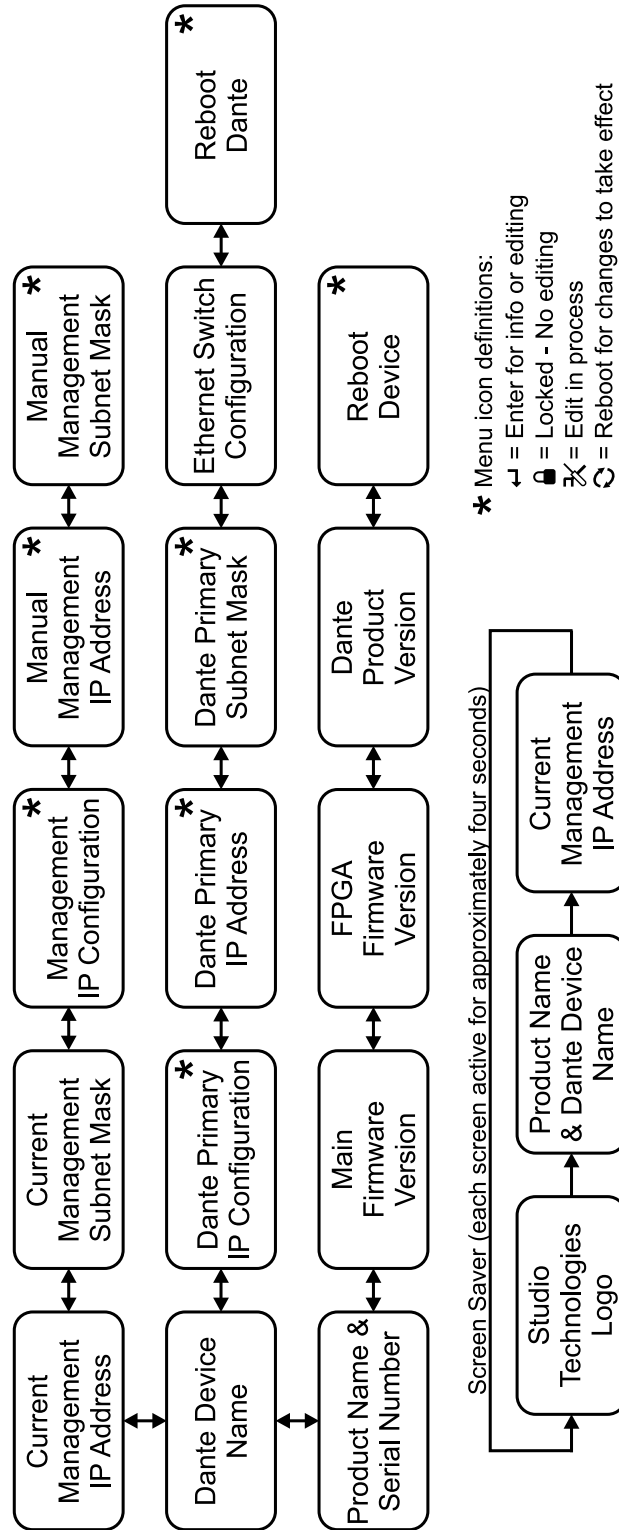 Current
Management
IP Address
Current
Management
Subnet Mask
Management
IP Configuration
*
Manual
Management
IP Address
*
Manual
Management
Subnet Mask
*
Dante Device
Name
Dante Primary
IP Configuration
*
Dante Primary
IP Address
*
Dante Primary
Subnet Mask
*
Ethernet Switch
Configuration
Reboot
Dante
*
Product Name &
Serial Number
Main
Firmware
Version
FPGA
Firmware
Version
Dante
Product
Version
Reboot
Device
*
Screen Saver (each screen active for approximately four seconds)
Studio
Technologies
Logo
Product Name
& Dante Device
Name
Current
Management
IP Address
* Menu icon definitions:
↵ = Enter for info or editing
🔒 = Locked - No editing
= Edit in process
= Reboot for changes to take effect